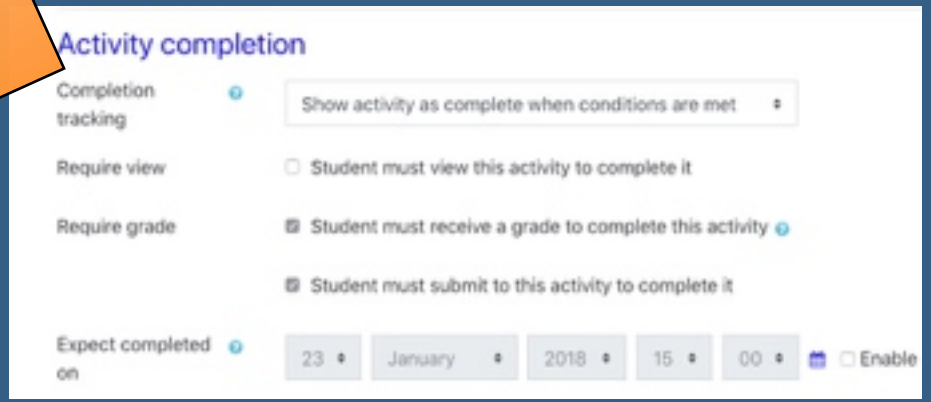 Activity completion
Completion
tracking
Show activity as complete when conditions are met
Require view
Student must view this activity to complete it
Require grade
Student must receive a grade to complete this activity
Student must submit to this activity to complete it
Expect completed
on
23 January 2018 15 00 Enable